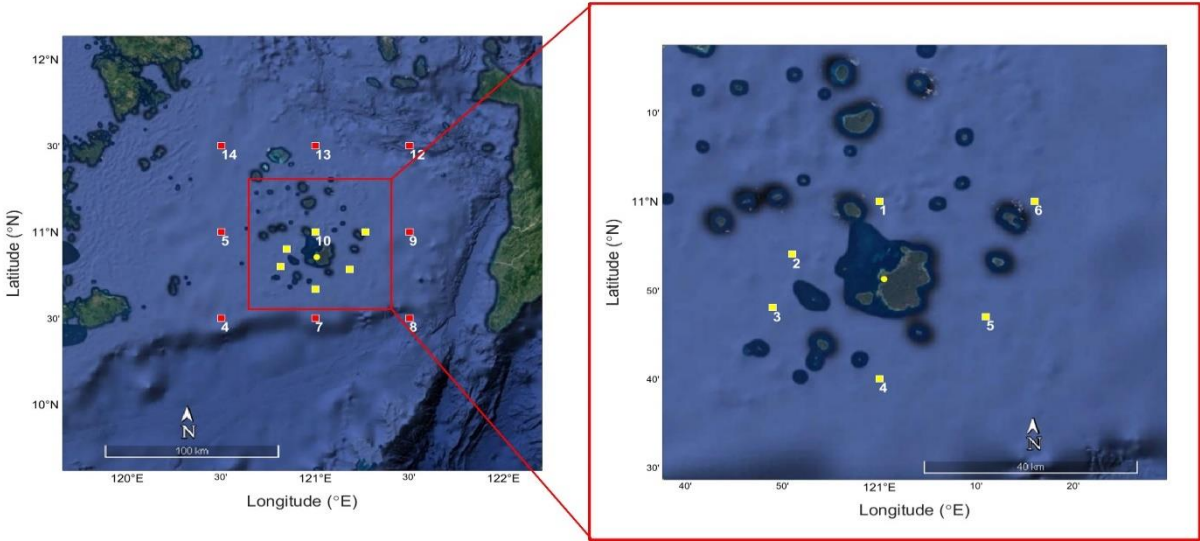 12°N
30'
11°N
30'
10°N
Latitude (°N)
14
13
12
5
10
9
4
7
8
N
100 km
120°E
30'
121°E
30'
122°E
Longitude (°E)
10'
11°N
50'
40'
30'
Latitude (°N)
1
6
2
3
5
4
N
40 km
40'
50'
121°E
10'
20'
Longitude (°E)